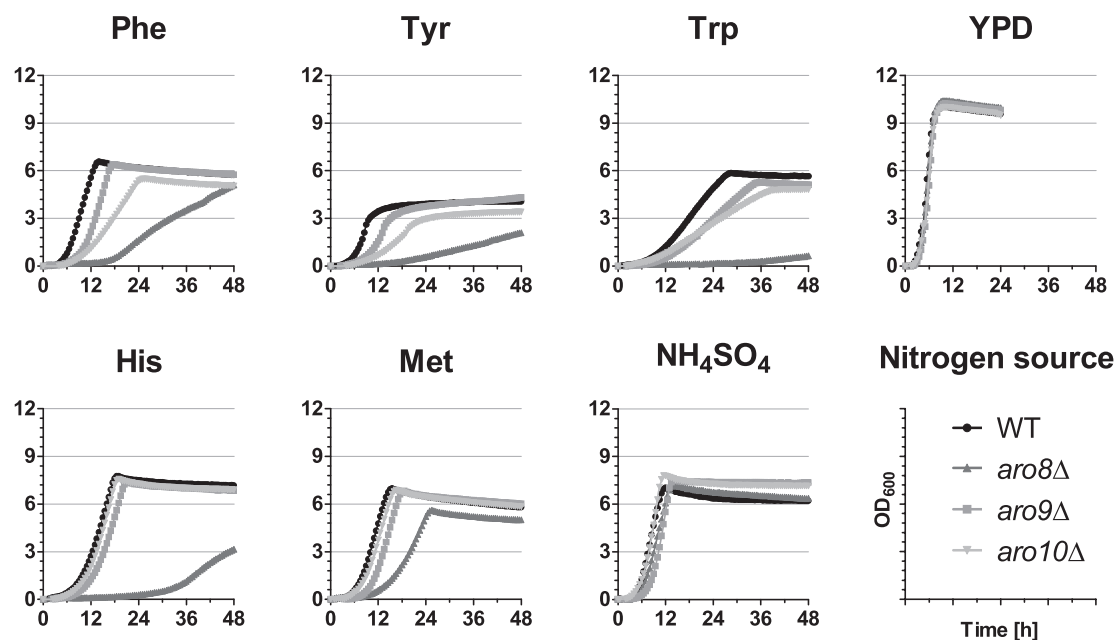 Phe
Tyr
Trp
YPD
12
9
6
3
0
0 12 24 36 48
12
9
6
3
0
0 12 24 36 48
12
9
6
3
0
0 12 24 36 48
12
9
6
3
0
0 12 24 36 48
His
Met
NH₄SO₄
Nitrogen source
12
9
6
3
0
0 12 24 36 48
12
9
6
3
0
0 12 24 36 48
12
9
6
3
0
0 12 24 36 48
OD₆₀₀
WT
aro8Δ
aro9Δ
aro10Δ
Time [h]